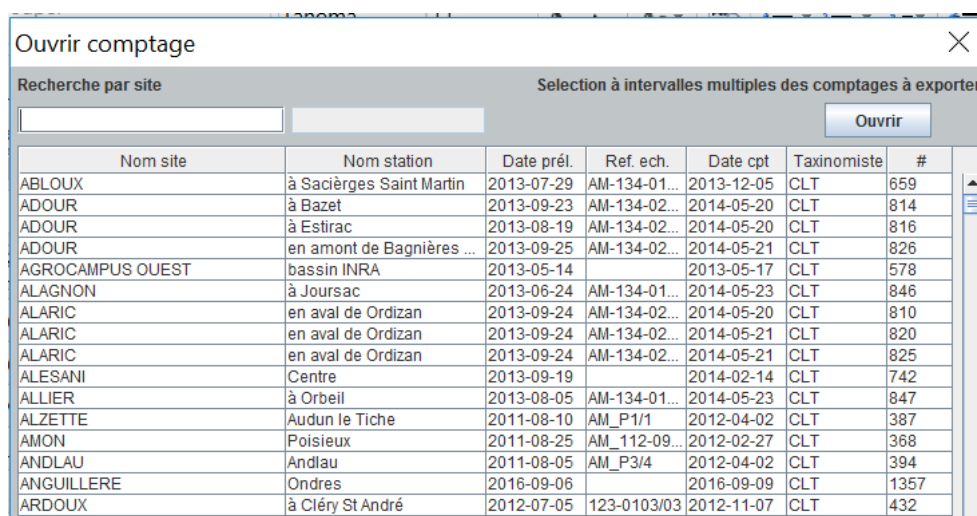 Ouvrir comptage
Recherche par site Selection à intervalles multiples des comptages à exporter
Ouvrir
Nom site Nom station Date prél. Ref. ech. Date cpt Taxinomiste #
ABLOUX à Sacièrges Saint Martin 2013-07-29 AM-134-01... 2013-12-05 CLT 659
ADOUR à Bazet 2013-09-23 AM-134-02... 2014-05-20 CLT 814
ADOUR à Estirac 2013-08-19 AM-134-02... 2014-05-20 CLT 816
ADOUR en amont de Bagnières ... 2013-09-25 AM-134-02... 2014-05-21 CLT 826
AGROCAMPUS OUEST bassin INRA 2013-05-14 2013-05-17 CLT 578
ALAGNON à Joursac 2013-06-24 AM-134-01... 2014-05-23 CLT 846
ALARIC en aval de Ordizan 2013-09-24 AM-134-02... 2014-05-20 CLT 810
ALARIC en aval de Ordizan 2013-09-24 AM-134-02... 2014-05-21 CLT 820
ALARIC en aval de Ordizan 2013-09-24 AM-134-02... 2014-05-21 CLT 825
ALESANI Centre 2013-09-19 2014-02-14 CLT 742
ALLIER à Orbeil 2013-08-05 AM-134-01... 2014-05-23 CLT 847
ALZETTE Audun le Tiche 2011-08-10 AM_P1/1 2012-04-02 CLT 387
AMON Poisieux 2011-08-25 AM_112-09... 2012-02-27 CLT 368
ANDLAU Andlau 2011-08-05 AM_P3/4 2012-04-02 CLT 394
ANGUILLERE Ondres 2016-09-06 2016-09-09 CLT 1357
ARDOUX à Cléry St André 2012-07-05 123-0103/03 2012-11-07 CLT 432